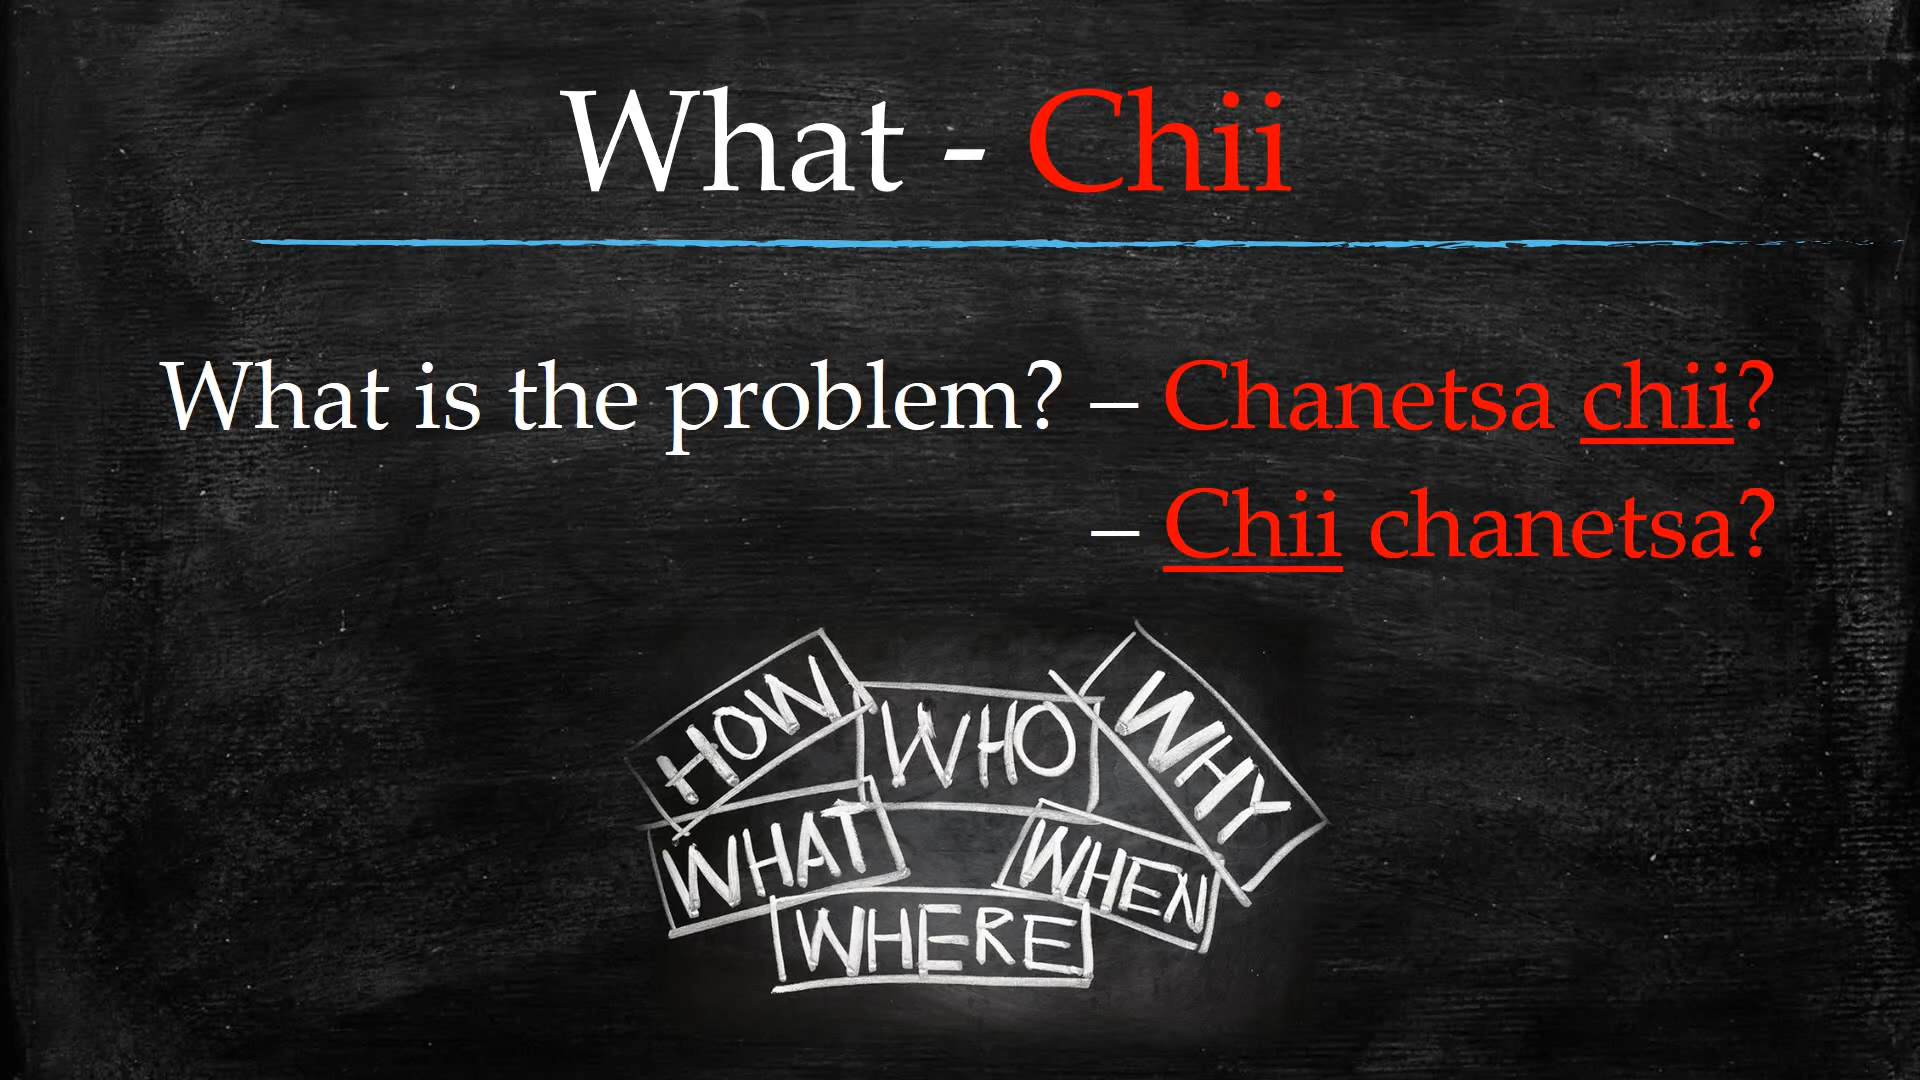 What - Chii
What is the problem? – Chanetsa chii?
– Chii chanetsa?
HOW
WHO
WHY
WHAT
WHEN
WHERE